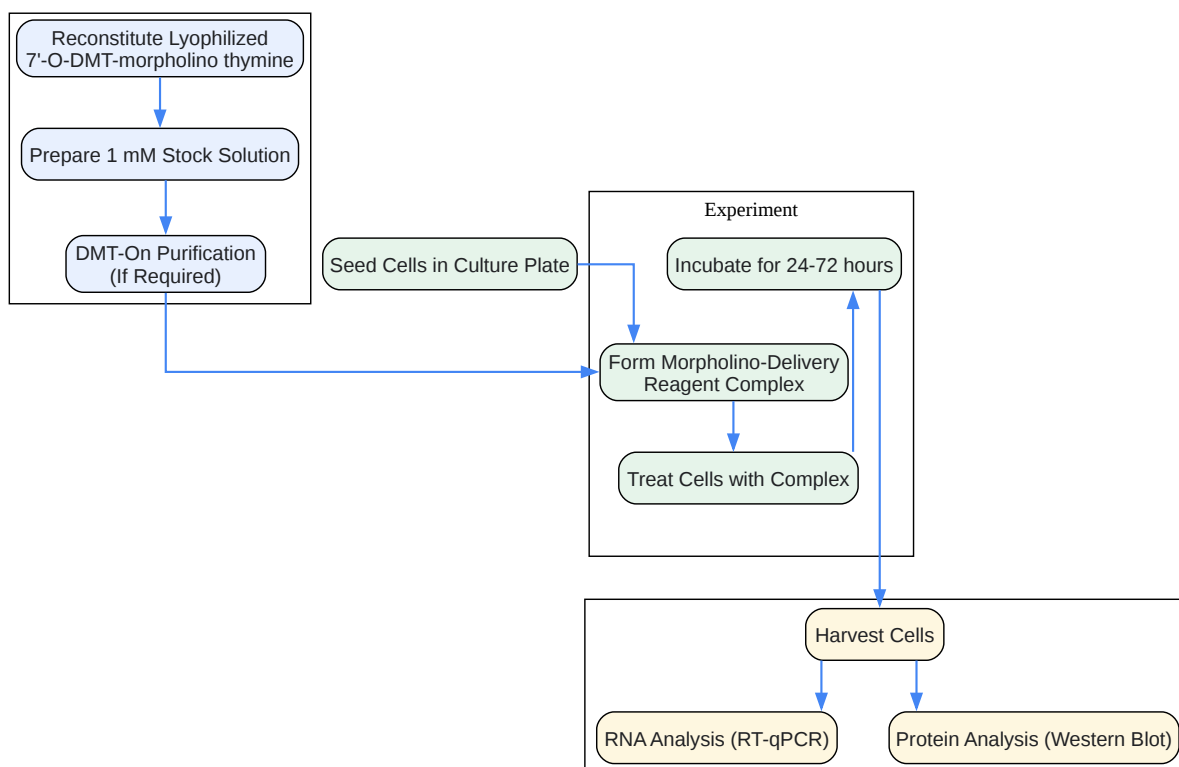 Reconstitute Lyophilized
7'-O-DMT-morpholino thymine
Prepare 1 mM Stock Solution
DMT-On Purification
(If Required)
Experiment
Seed Cells in Culture Plate
Incubate for 24-72 hours
Form Morpholino-Delivery
Reagent Complex
Treat Cells with Complex
Harvest Cells
RNA Analysis (RT-qPCR)
Protein Analysis (Western Blot)